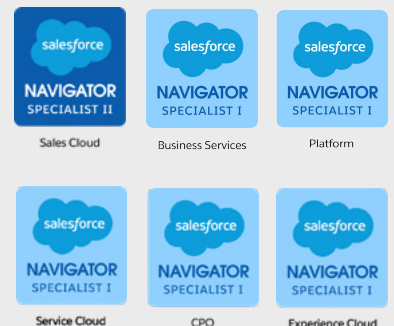 salesforce salesforce salesforce
NAVIGATOR NAVIGATOR NAVIGATOR
SPECIALIST II SPECIALIST I SPECIALIST I
Sales Cloud Business Services Platform
salesforce salesforce salesforce
NAVIGATOR NAVIGATOR NAVIGATOR
SPECIALIST I SPECIALIST I SPECIALIST I
Service Cloud CPQ Experience Cloud